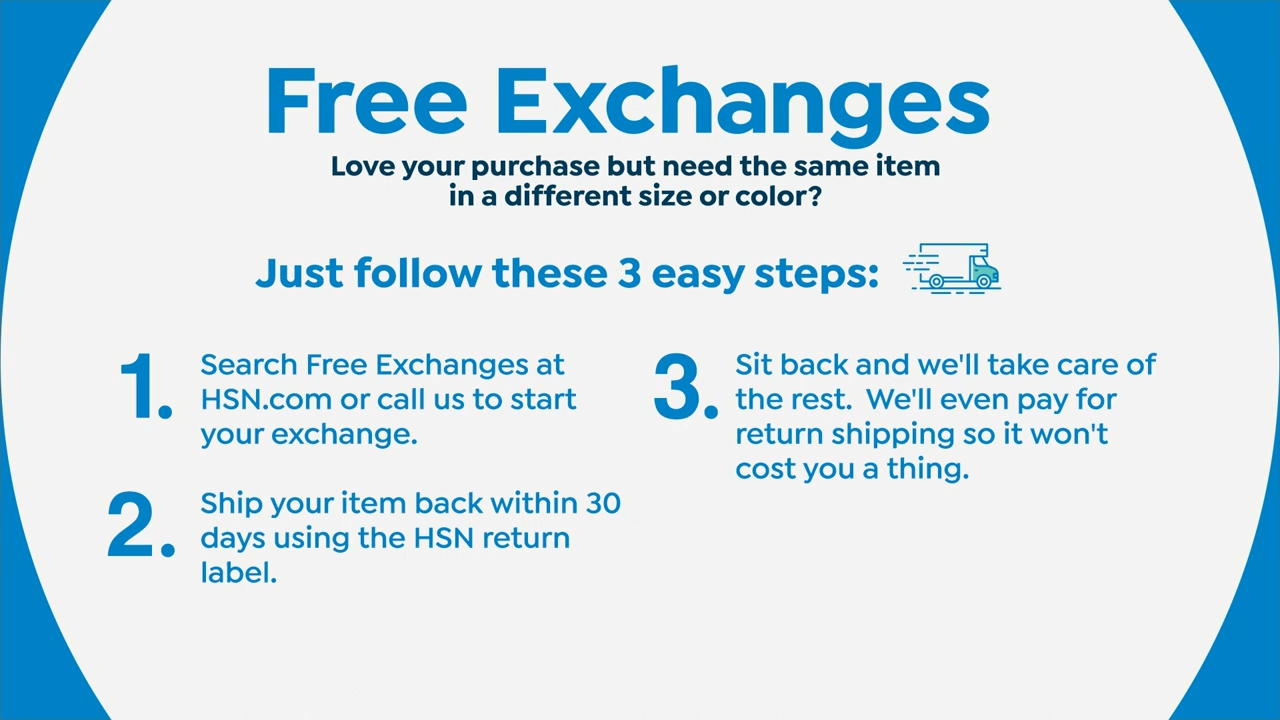 Free Exchanges
Love your purchase but need the same item
in a different size or color?
Just follow these 3 easy steps:
1. Search Free Exchanges at
HSN.com or call us to start
your exchange.
2. Ship your item back within 30
days using the HSN return
label.
3. Sit back and we'll take care of
the rest.  We'll even pay for
return shipping so it won't
cost you a thing.